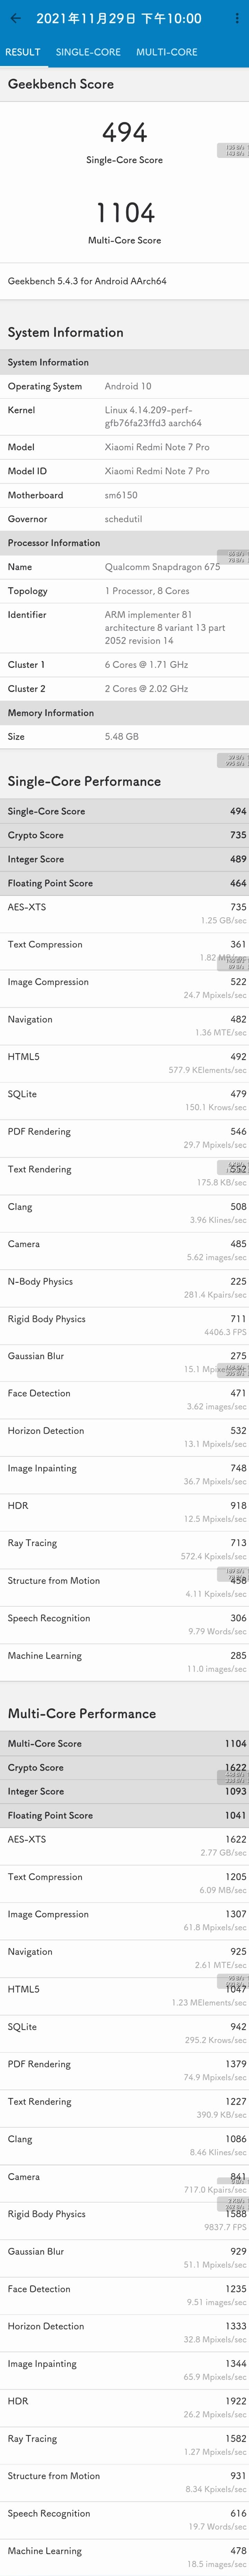 2021年11月29日 下午10:00
RESULT SINGLE-CORE MULTI-CORE
Geekbench Score
494
Single-Core Score
1104
Multi-Core Score
Geekbench 5.4.3 for Android AArch64
System Information
System Information
Operating System Android 10
Kernel Linux 4.14.209-perf-
gfb76fa23ffd3 aarch64
Model Xiaomi Redmi Note 7 Pro
Model ID Xiaomi Redmi Note 7 Pro
Motherboard sm6150
Governor schedutil
Processor Information
Name Qualcomm Snapdragon 675
Topology 1 Processor, 8 Cores
Identifier ARM implementer 81
architecture 8 variant 13 part
2052 revision 14
Cluster 1 6 Cores @ 1.71 GHz
Cluster 2 2 Cores @ 2.02 GHz
Memory Information
Size 5.48 GB
Single-Core Performance
Single-Core Score 494
Crypto Score 735
Integer Score 489
Floating Point Score 464
AES-XTS 735
1.25 GB/sec
Text Compression 361
1.82
Image Compression 522
24.7 Mpixels/sec
Navigation 482
1.36 MTE/sec
HTML5 492
577.9 KElements/sec
SQLite 479
150.1 Krows/sec
PDF Rendering 546
29.7 Mpixels/sec
Text Rendering
175.8 KB/sec
Clang 508
3.96 Klines/sec
Camera 485
5.62 images/sec
N-Body Physics 225
281.4 Kpairs/sec
Rigid Body Physics 711
4406.3 FPS
Gaussian Blur 275
15.1
Face Detection 471
3.62 images/sec
Horizon Detection 532
13.1 Mpixels/sec
Image Inpainting 748
36.7 Mpixels/sec
HDR 918
12.5 Mpixels/sec
Ray Tracing 713
572.4 Kpixels/sec
Structure from Motion 458
4.11 Kpixels/sec
Speech Recognition 306
9.79 Words/sec
Machine Learning 285
11.0 images/sec
Multi-Core Performance
Multi-Core Score 1104
Crypto Score 1622
Integer Score 1093
Floating Point Score 1041
AES-XTS 1622
2.77 GB/sec
Text Compression 1205
6.09 MB/sec
Image Compression 1307
61.8 Mpixels/sec
Navigation 925
2.61 MTE/sec
HTML5 1047
1.23 MElements/sec
SQLite 942
295.2 Krows/sec
PDF Rendering 1379
74.9 Mpixels/sec
Text Rendering 1227
390.9 KB/sec
Clang 1086
8.46 Klines/sec
Camera 841
717.0 Kpairs/sec
Rigid Body Physics 1588
9837.7 FPS
Gaussian Blur 929
51.1 Mpixels/sec
Face Detection 1235
9.51 images/sec
Horizon Detection 1333
32.8 Mpixels/sec
Image Inpainting 1344
65.9 Mpixels/sec
HDR 1922
26.2 Mpixels/sec
Ray Tracing 1582
1.27 Mpixels/sec
Structure from Motion 931
8.34 Kpixels/sec
Speech Recognition 616
19.7 Words/sec
Machine Learning 478
18.5 images/sec